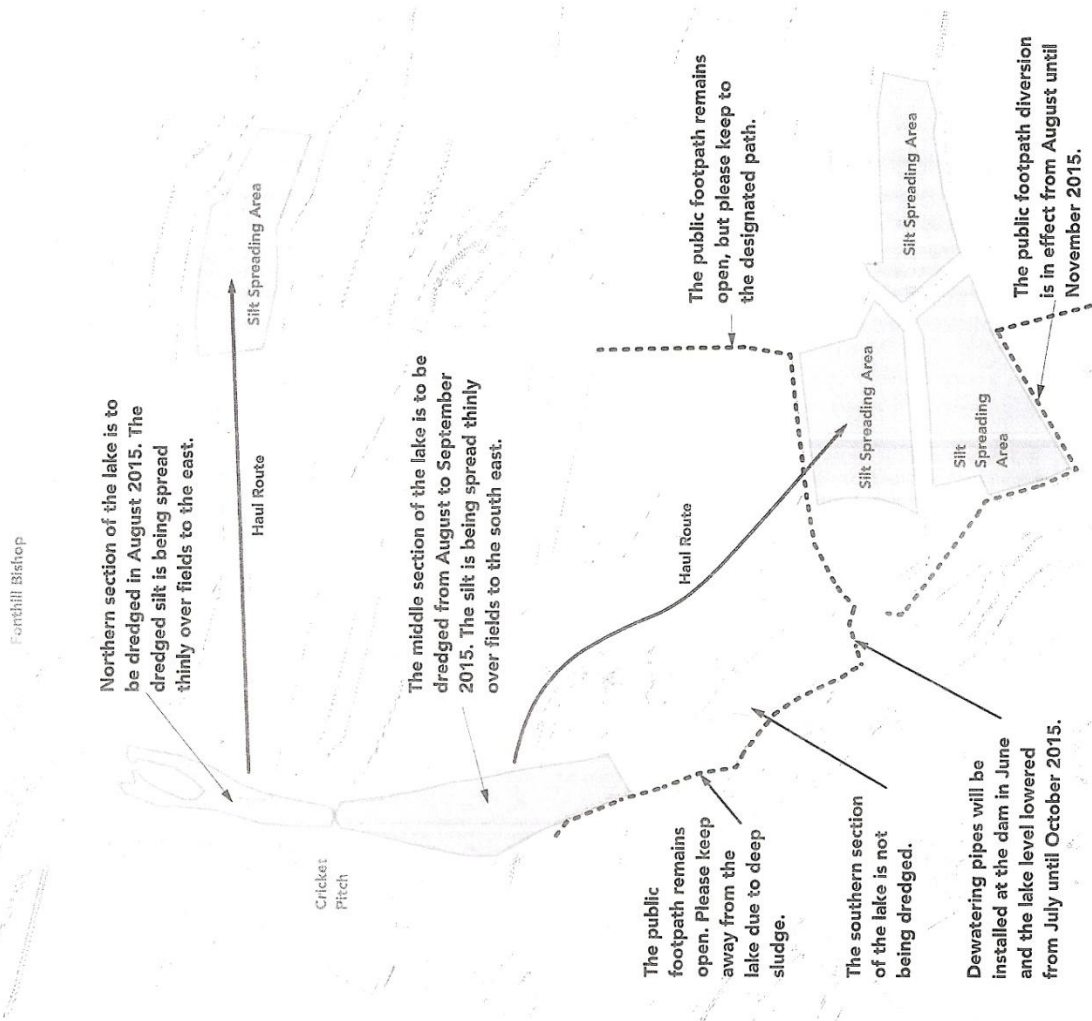 Fonthill Bishop
Northern section of the lake is to
be dredged in August 2015. The
dredged silt is being spread
thinly over fields to the east.
Haul Route
Silt Spreading Area
Cricket
Pitch
The middle section of the lake is to be
dredged from August to September
2015. The silt is being spread thinly
over fields to the south east.
The public footpath remains
open, but please keep to
the designated path.
Haul Route
Silt Spreading Area
Silt Spreading Area
Silt
Spreading
Area
The public
footpath remains
open. Please keep
away from the
lake due to deep
sludge.
The southern section
of the lake is not
being dredged.
Dewatering pipes will be
installed at the dam in June
and the lake level lowered
from July until October 2015.
The public footpath diversion
is in effect from August until
November 2015.